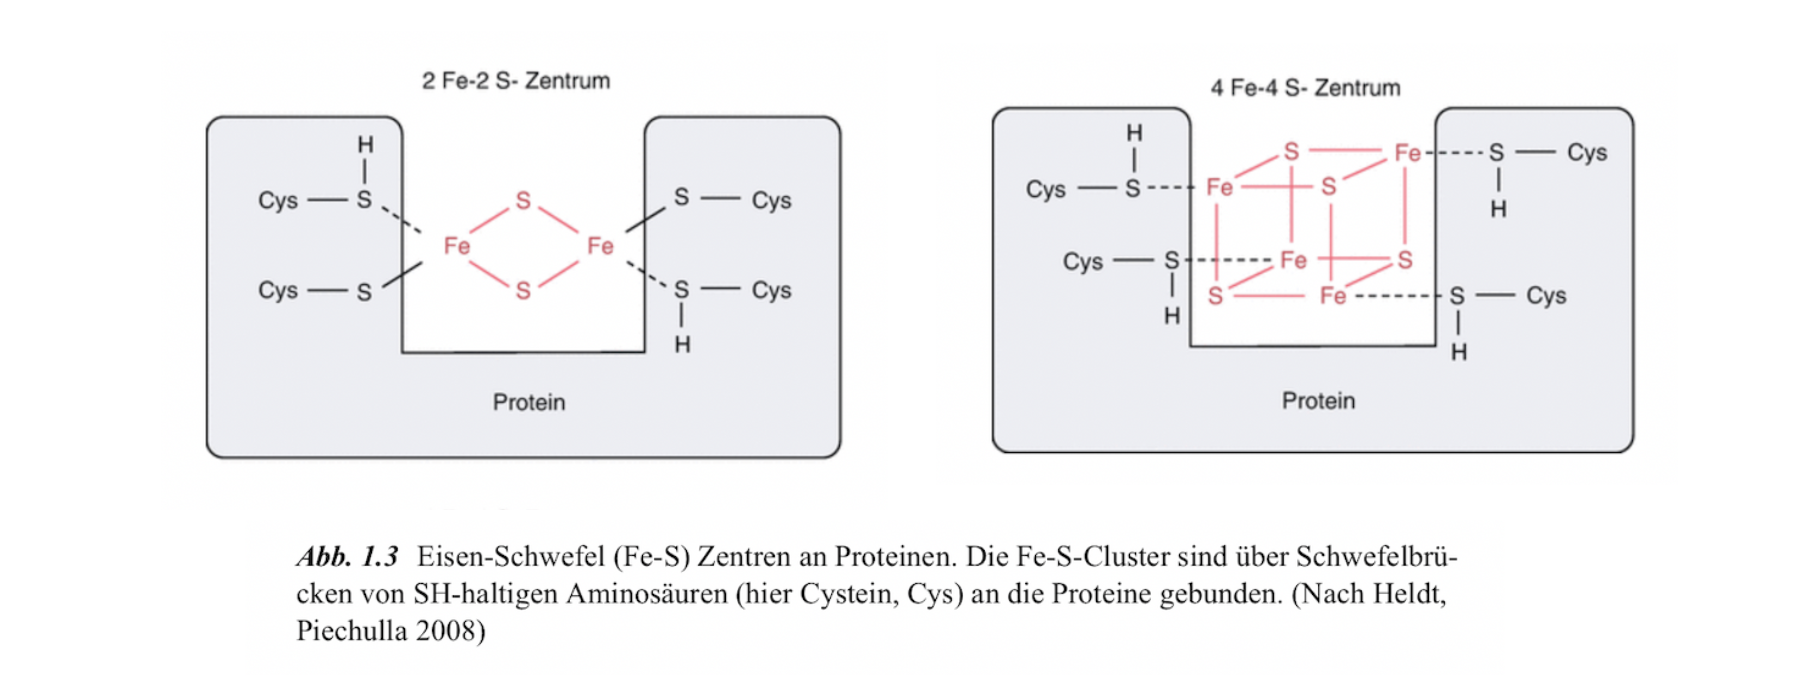 2 Fe-2 S- Zentrum
H
Cys S S Cys
S
Fe Fe
S
Cys S S Cys
H
Protein
4 Fe-4 S- Zentrum
H
S Fe S Cys
Cys S Fe S
H
Cys S Fe S
S Fe S Cys
H
H
Protein
Abb. 1.3 Eisen-Schwefel (Fe-S) Zentren an Proteinen. Die Fe-S-Cluster sind über Schwefelbrü-
cken von SH-haltigen Aminosäuren (hier Cystein, Cys) an die Proteine gebunden. (Nach Heldt,
Piechulla 2008)